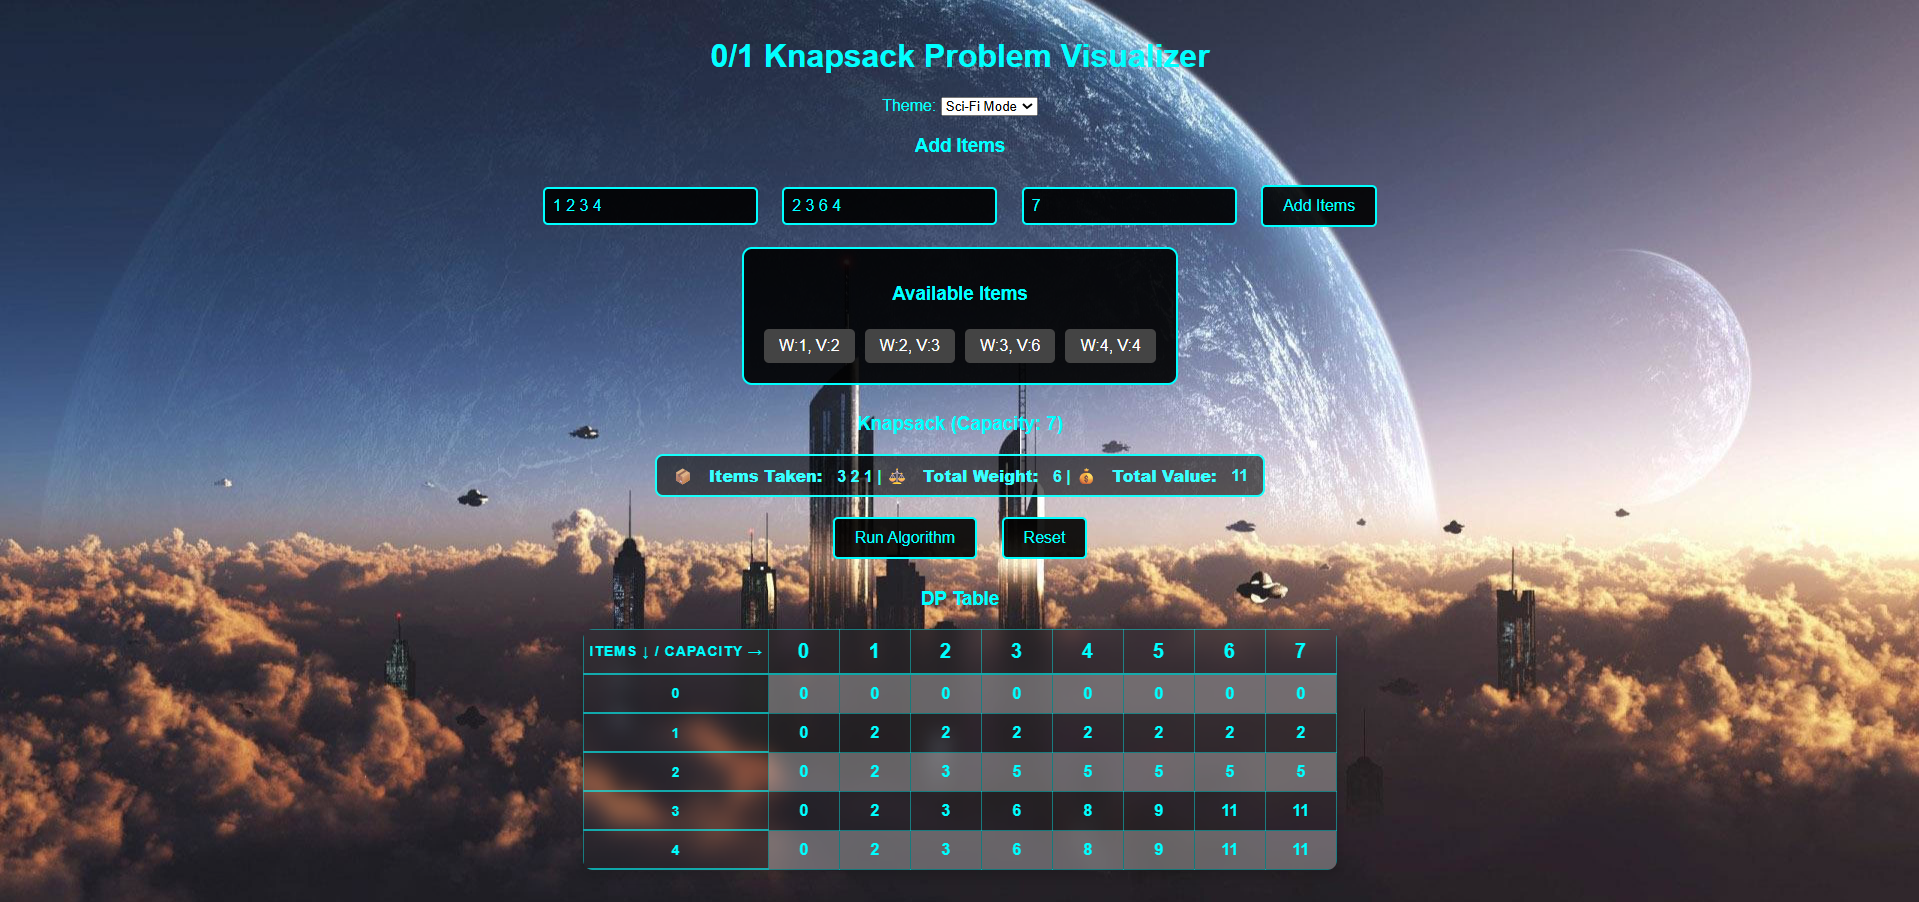 0/1 Knapsack Problem Visualizer
Theme: Sci-Fi Mode
Add Items
1 2 3 4 2 3 6 4 7 Add Items
Available Items
W:1, V:2 W:2, V:3 W:3, V:6 W:4, V:4
Knapsack (Capacity: 7)
📦 Items Taken: 3 2 1 | ⚖️ Total Weight: 6 | 💰 Total Value: 11
Run Algorithm Reset
DP Table
ITEMS ↓ / CAPACITY → 0 1 2 3 4 5 6 7
0 0 0 0 0 0 0 0 0
1 0 2 2 2 2 2 2 2
2 0 2 3 5 5 5 5 5
3 0 2 3 6 8 9 11 11
4 0 2 3 6 8 9 11 11